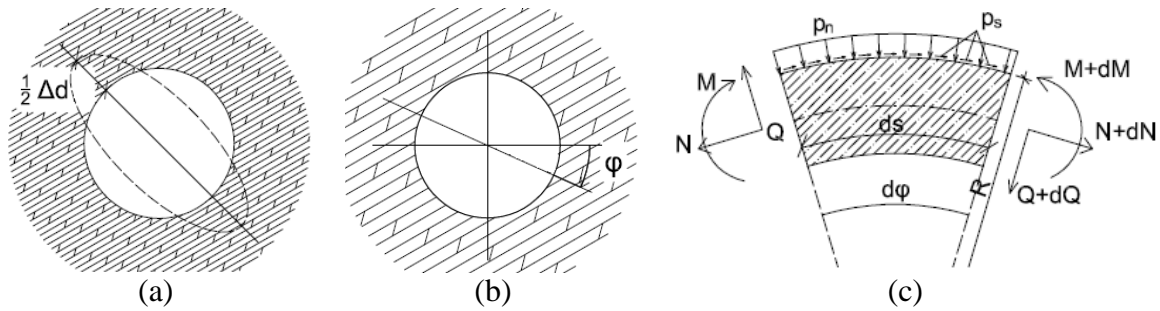 ½ Δd
(a)
φ
(b)
pₙ
pₛ
M
M+dM
N
Q
ds
N+dN
R
Q+dQ
dφ
(c)